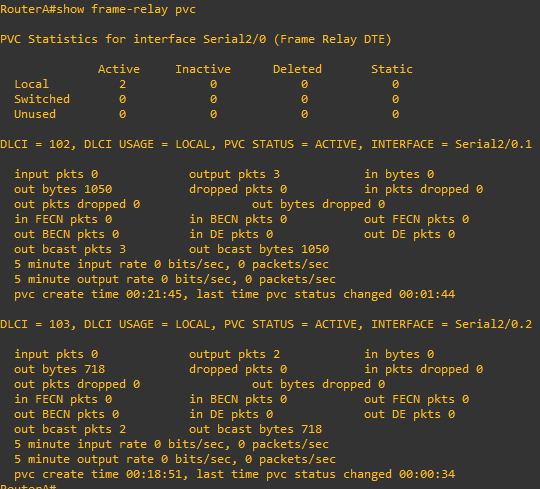 RouterA#show frame-relay pvc
PVC Statistics for interface Serial2/0 (Frame Relay DTE)
Active Inactive Deleted Static
Local 2 0 0 0
Switched 0 0 0 0
Unused 0 0 0 0
DLCI = 102, DLCI USAGE = LOCAL, PVC STATUS = ACTIVE, INTERFACE = Serial2/0.1
input pkts 0 output pkts 3 in bytes 0
out bytes 1050 dropped pkts 0 in pkts dropped 0
out pkts dropped 0 out bytes dropped 0
in FECN pkts 0 in BECN pkts 0 out FECN pkts 0
out BECN pkts 0 in DE pkts 0 out DE pkts 0
out bcast pkts 3 out bcast bytes 1050
5 minute input rate 0 bits/sec, 0 packets/sec
5 minute output rate 0 bits/sec, 0 packets/sec
pvc create time 00:21:45, last time pvc status changed 00:01:44
DLCI = 103, DLCI USAGE = LOCAL, PVC STATUS = ACTIVE, INTERFACE = Serial2/0.2
input pkts 0 output pkts 2 in bytes 0
out bytes 718 dropped pkts 0 in pkts dropped 0
out pkts dropped 0 out bytes dropped 0
in FECN pkts 0 in BECN pkts 0 out FECN pkts 0
out BECN pkts 0 in DE pkts 0 out DE pkts 0
out bcast pkts 2 out bcast bytes 718
5 minute input rate 0 bits/sec, 0 packets/sec
5 minute output rate 0 bits/sec, 0 packets/sec
pvc create time 00:18:51, last time pvc status changed 00:00:34
RouterA#